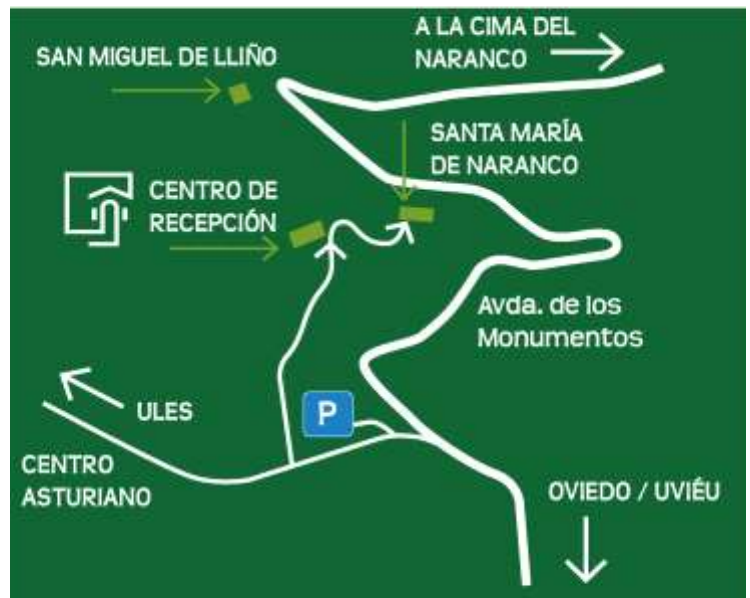 A LA CIMA DEL
NARANCO
SAN MIGUEL DE LLIÑO
SANTA MARÍA
DE NARANCO
CENTRO DE
RECEPCIÓN
Avda. de los
Monumentos
P
ULES
CENTRO
ASTURIANO
OVIEDO / UVIÉU